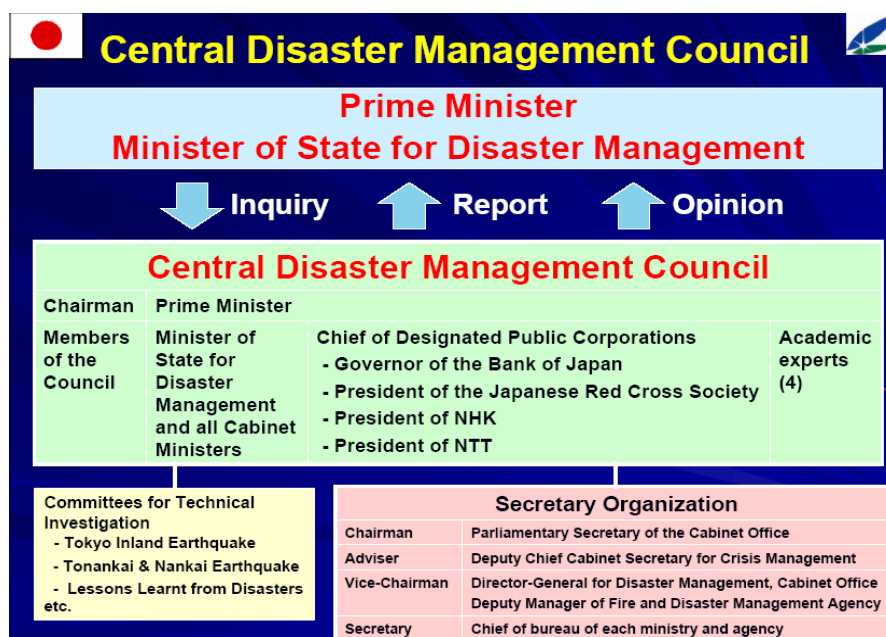 Central Disaster Management Council
Prime Minister
Minister of State for Disaster Management
Inquiry
Report
Opinion
Central Disaster Management Council
Chairman
Prime Minister
Members
of the
Council
Minister of
State for
Disaster
Management
and all Cabinet
Ministers
Chief of Designated Public Corporations
- Governor of the Bank of Japan
- President of the Japanese Red Cross Society
- President of NHK
- President of NTT
Academic
experts
(4)
Committees for Technical
Investigation
- Tokyo Inland Earthquake
- Tonankai & Nankai Earthquake
- Lessons Learnt from Disasters
etc.
Secretary Organization
Chairman
Parliamentary Secretary of the Cabinet Office
Adviser
Deputy Chief Cabinet Secretary for Crisis Management
Vice-Chairman
Director-General for Disaster Management, Cabinet Office
Deputy Manager of Fire and Disaster Management Agency
Secretary
Chief of bureau of each ministry and agency